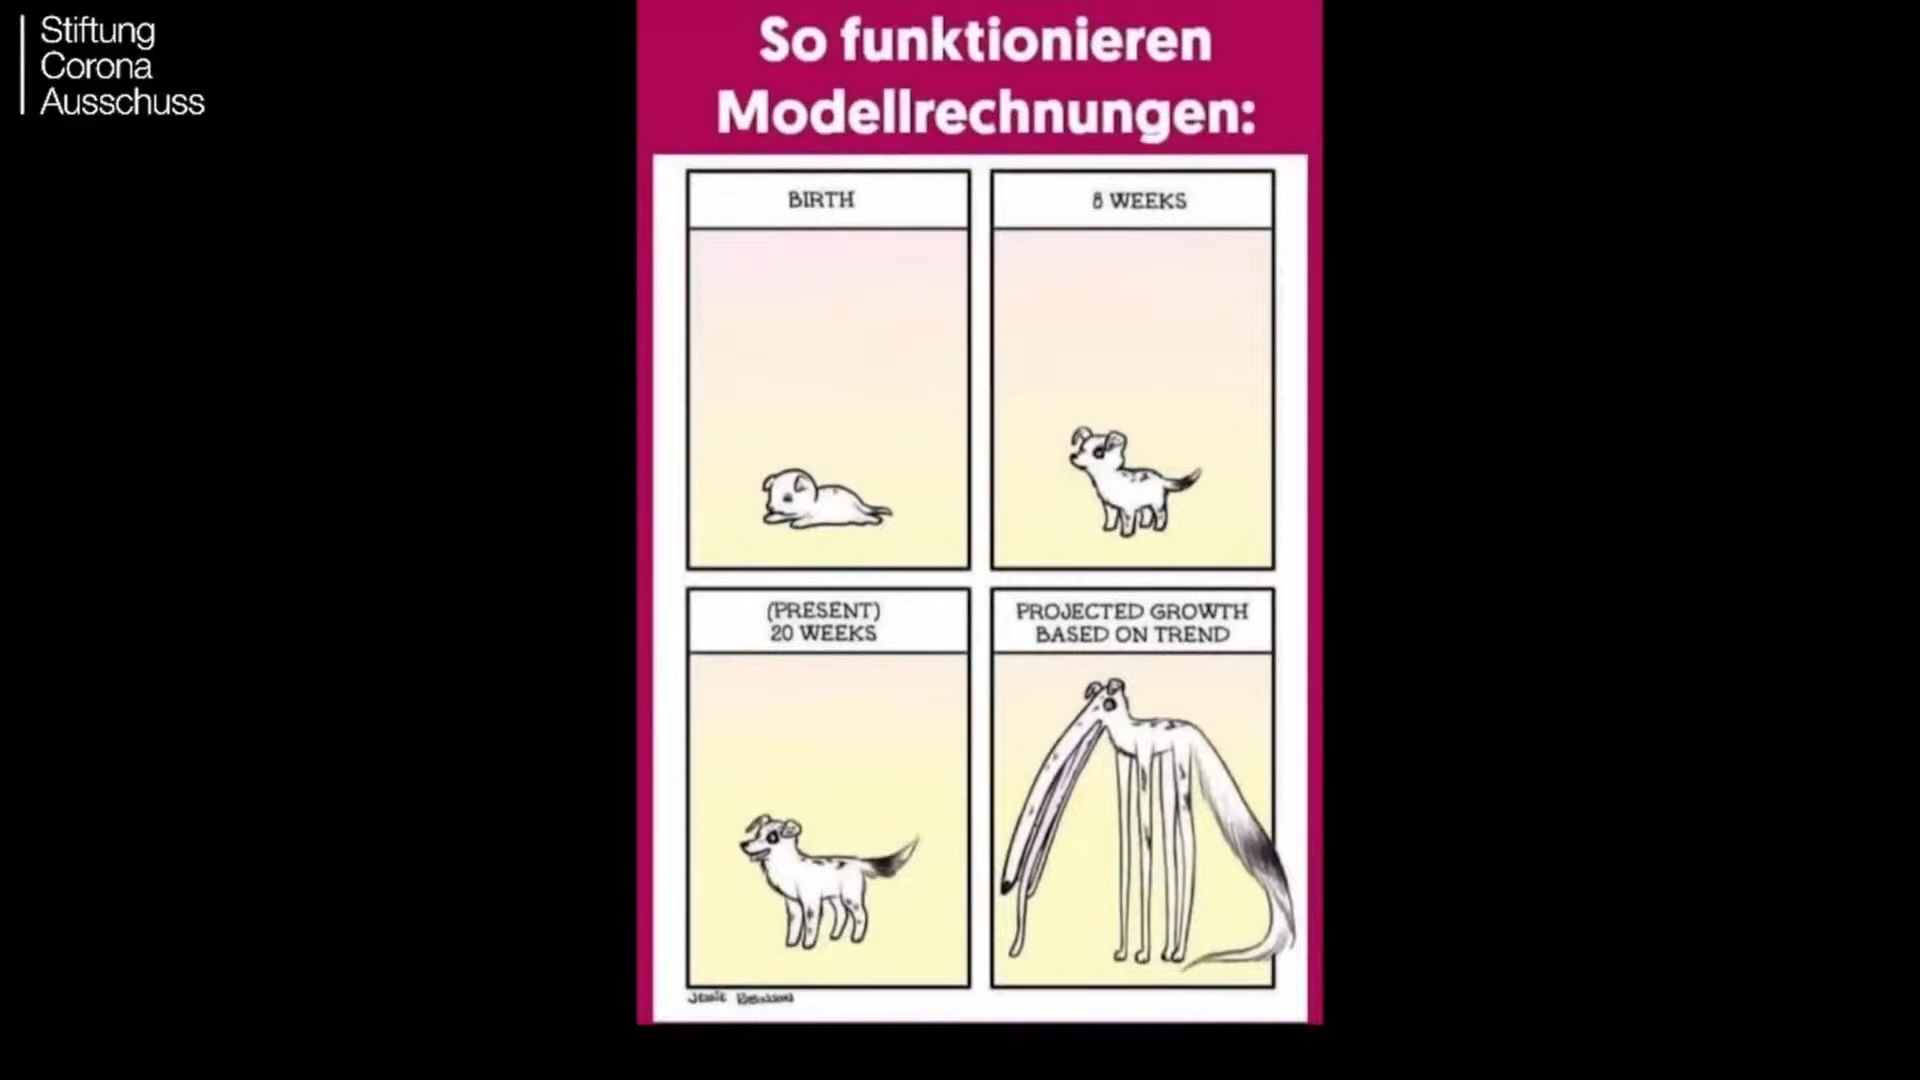 Stiftung
Corona
Ausschuss
So funktionieren
Modellrechnungen:
BIRTH
8 WEEKS
(PRESENT)
20 WEEKS
PROJECTED GROWTH
BASED ON TREND